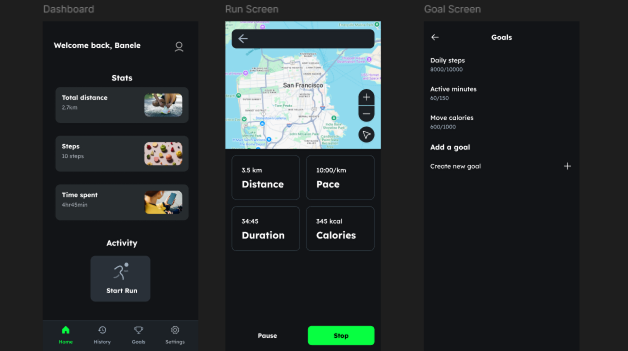 Dashboard
Welcome back, Banele
Stats
Total distance
2.7km
Steps
10 steps
Time spent
4hr45min
Activity
Start Run
Home
History
Goals
Settings
Run Screen
San Francisco
3.5 km
Distance
10:00/km
Pace
34:45
Duration
345 kcal
Calories
Pause
Stop
Goal Screen
Goals
Daily steps
8000/10000
Active minutes
60/150
Move calories
600/1000
Add a goal
Create new goal